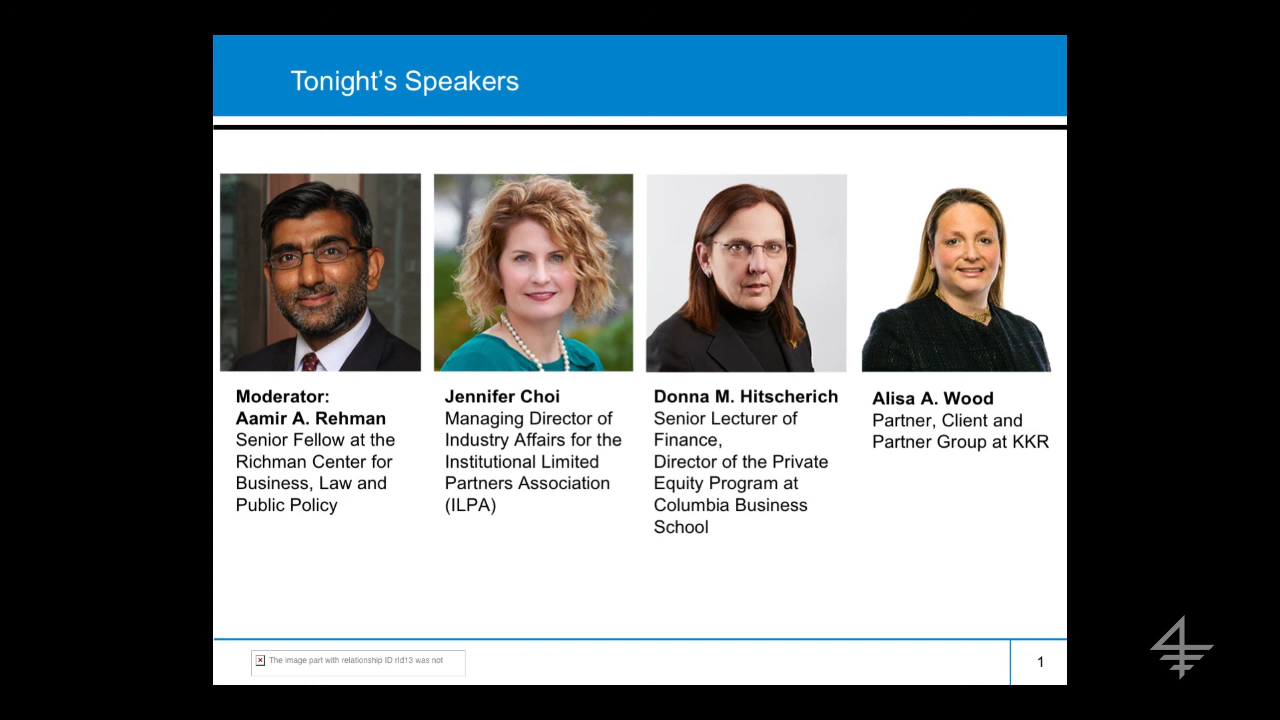 Tonight’s Speakers
Moderator:
Aamir A. Rehman
Senior Fellow at the
Richman Center for
Business, Law and
Public Policy
Jennifer Choi
Managing Director of
Industry Affairs for the
Institutional Limited
Partners Association
(ILPA)
Donna M. Hitscherich
Senior Lecturer of
Finance,
Director of the Private
Equity Program at
Columbia Business
School
Alisa A. Wood
Partner, Client and
Partner Group at KKR
The image part with relationship ID rId13 was not
1